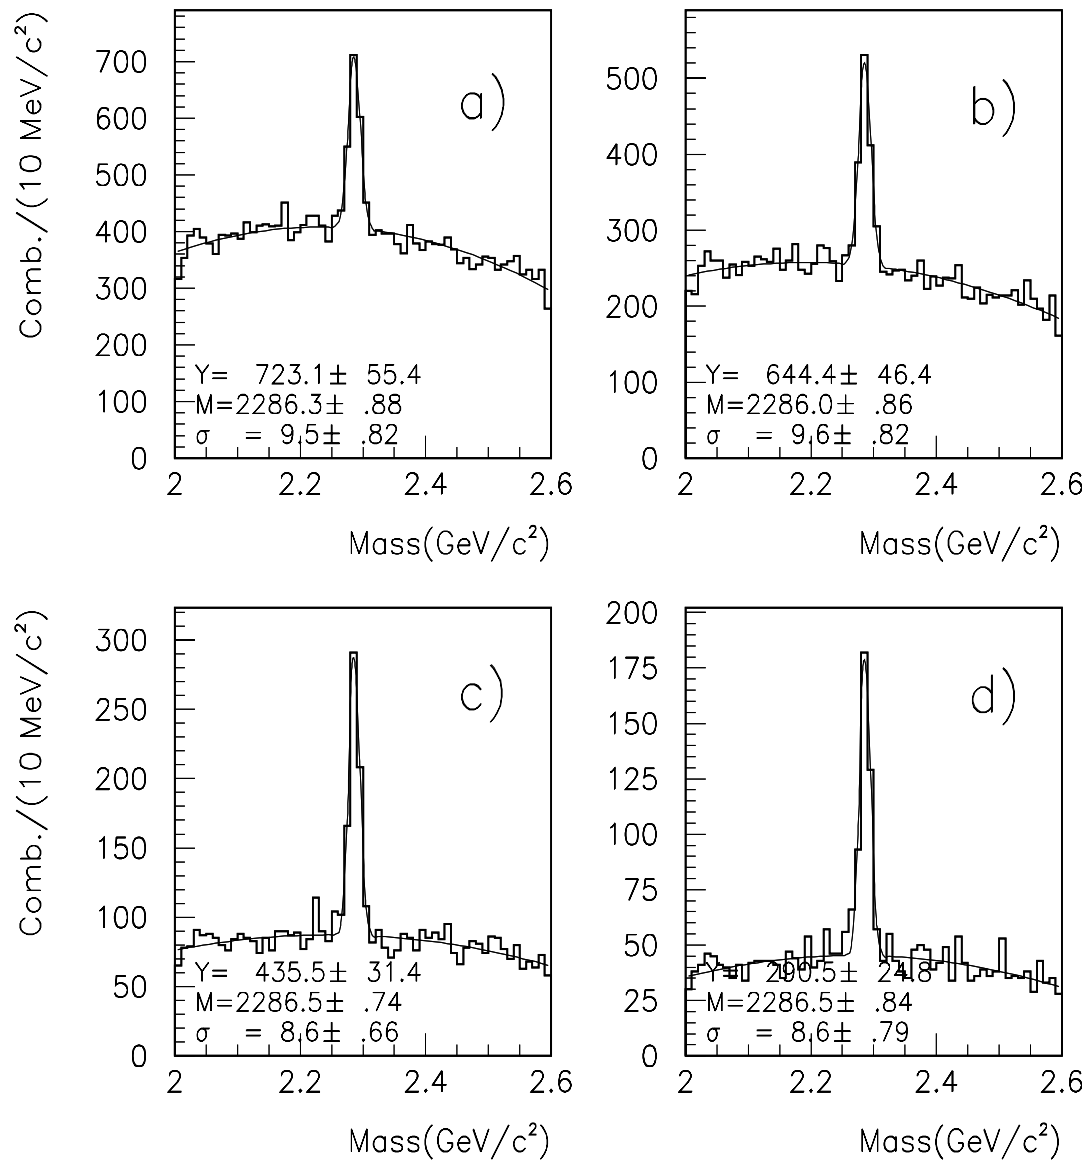 Comb./(10 MeV/c²)
700
600
500
400
300
200
100
0
a)
Y= 723.1± 55.4
M=2286.3± .88
σ = 9.5± .82
2 2.2 2.4 2.6
Mass(GeV/c²)
500
400
300
200
100
0
b)
Y= 644.4± 46.4
M=2286.0± .86
σ = 9.6± .82
2 2.2 2.4 2.6
Mass(GeV/c²)
Comb./(10 MeV/c²)
300
250
200
150
100
50
0
c)
Y= 435.5± 31.4
M=2286.5± .74
σ = 8.6± .66
2 2.2 2.4 2.6
Mass(GeV/c²)
200
175
150
125
100
75
50
25
0
d)
Y= 290.5± 24.8
M=2286.5± .84
σ = 8.6± .79
2 2.2 2.4 2.6
Mass(GeV/c²)